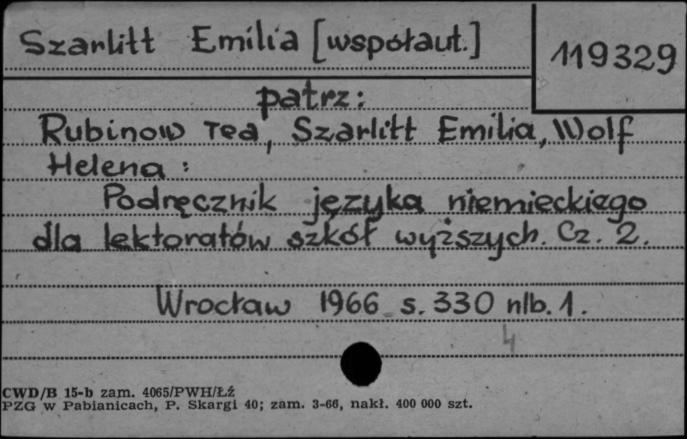 Szarlitt Emilia [współaut.]
119329
patrz:
Rubinow Tea, Szarlitt Emilia, Wolf
Helena:
Podręcznik języka niemieckiego
dla lektoratów szkół wyższych. Cz. 2.
Wrocław 1966 s. 330 nlb. 1.
4
CWD/B 15-b zam. 4065/PWH/Łź
PZG w Pabianicach, P. Skargi 40; zam. 3-66, nakł. 400 000 szt.